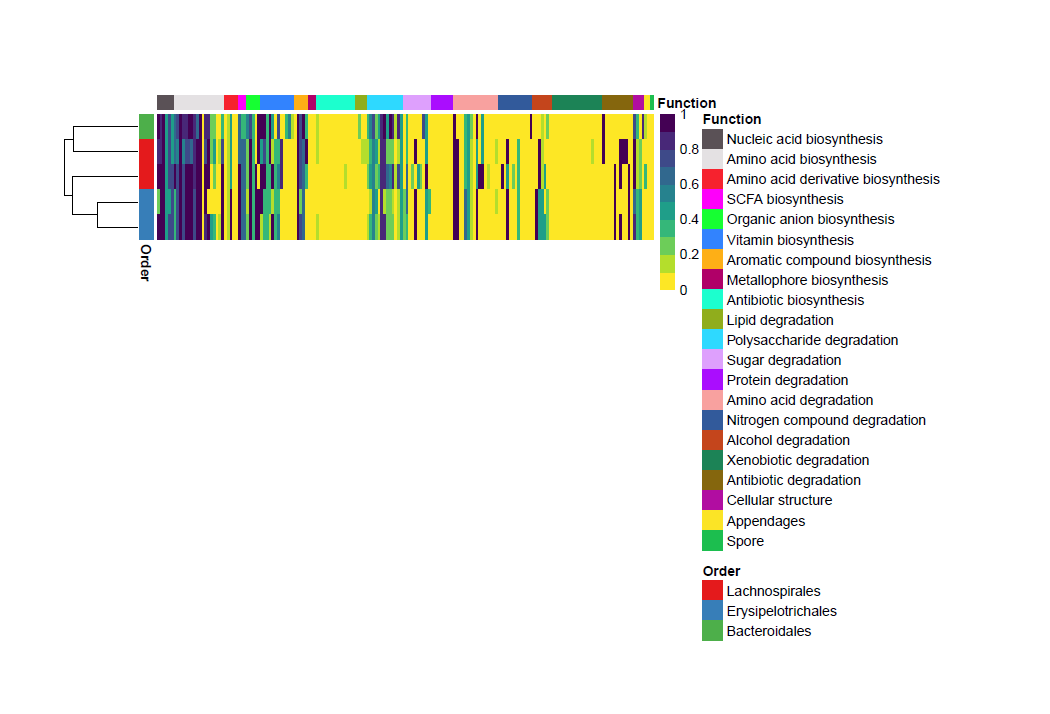 Function
Function
Nucleic acid biosynthesis
Amino acid biosynthesis
Amino acid derivative biosynthesis
SCFA biosynthesis
Organic anion biosynthesis
Vitamin biosynthesis
Aromatic compound biosynthesis
Metallophore biosynthesis
Antibiotic biosynthesis
Lipid degradation
Polysaccharide degradation
Sugar degradation
Protein degradation
Amino acid degradation
Nitrogen compound degradation
Alcohol degradation
Xenobiotic degradation
Antibiotic degradation
Cellular structure
Appendages
Spore
1
0.8
0.6
0.4
0.2
0
Order
Order
Lachnospirales
Erysipelotrichales
Bacteroidales